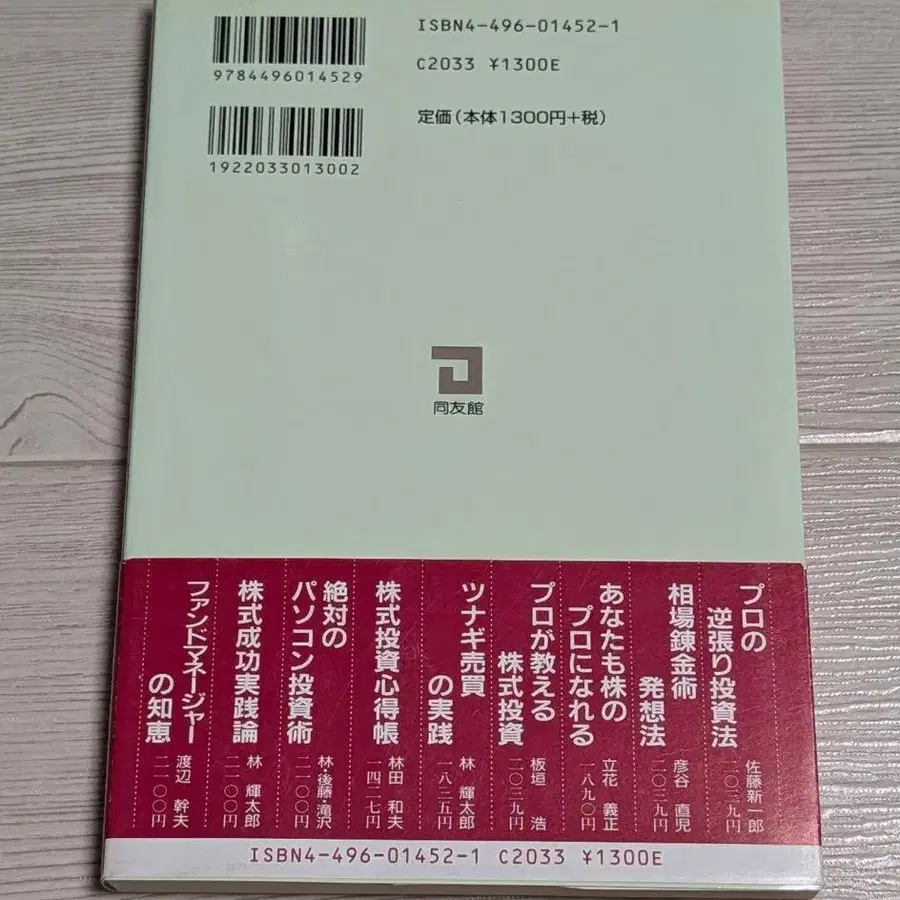 ISBN4-496-01452-1
9784496014529
C2033 ¥1300E
定価(本体1300円+税)
1922033013002
同友館
プロの
逆張り投資法
佐藤新一郎
二〇三九円
相場錬金術
発想法
彦谷 直児
二〇三九円
あなたも株の
プロになれる
立花 義正
一八九〇円
プロが教える
株式投資
板垣 浩
二〇三九円
ツナギ売買
の実践
林 輝太郎
一八三五円
株式投資心得帳
林田 和夫
一四二七円
絶対の
パソコン投資術
林・後藤・滝沢
二一〇〇円
株式成功実践論
林 輝太郎
二一〇〇円
ファンドマネージャー
の知恵
渡辺 幹夫
二一〇〇円
ISBN4-496-01452-1 C2033 ¥1300E